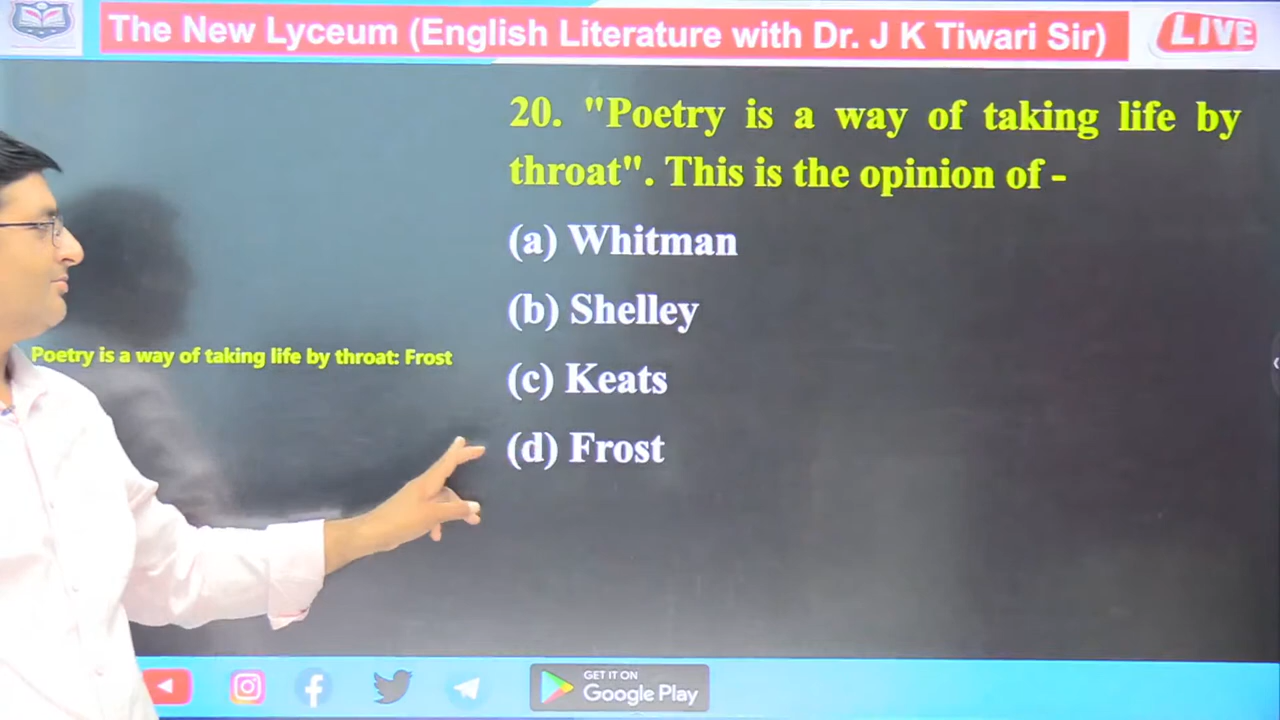 The New Lyceum (English Literature with Dr. J K Tiwari Sir)
LIVE
20. "Poetry is a way of taking life by
throat". This is the opinion of -
(a) Whitman
(b) Shelley
(c) Keats
(d) Frost
Poetry is a way of taking life by throat: Frost
GET IT ON
Google Play